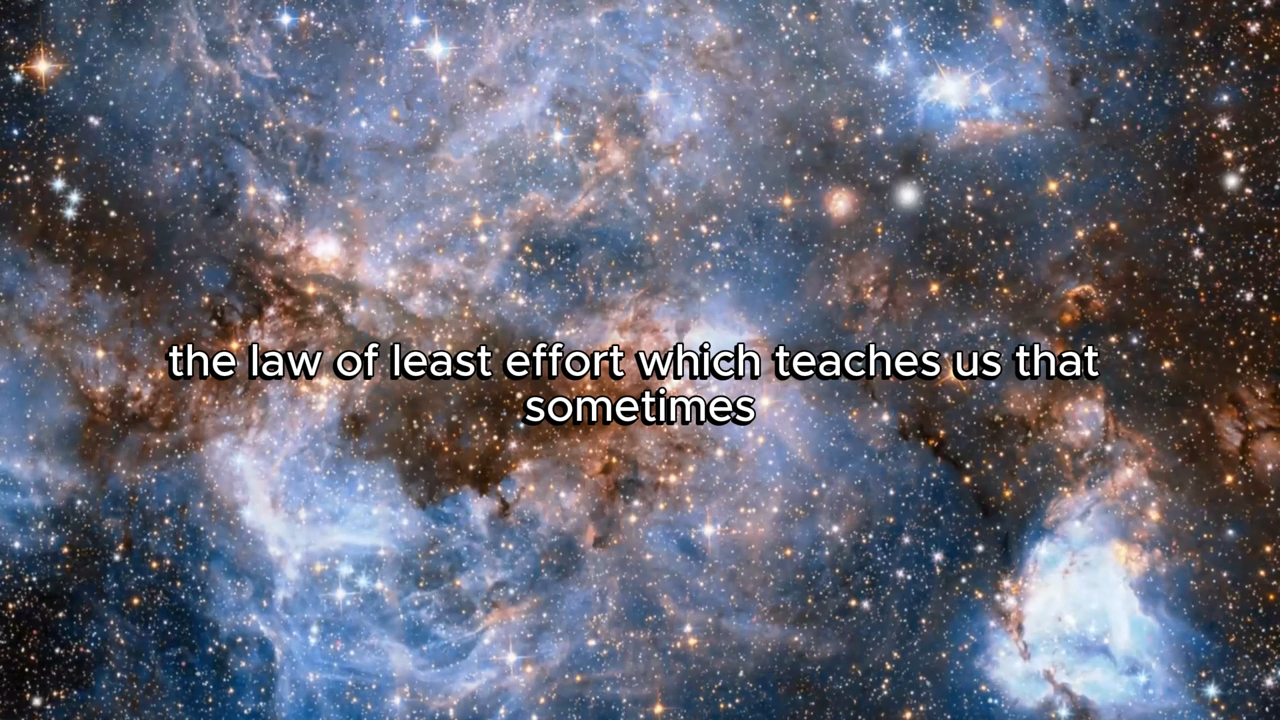 the law of least effort which teaches us that
sometimes